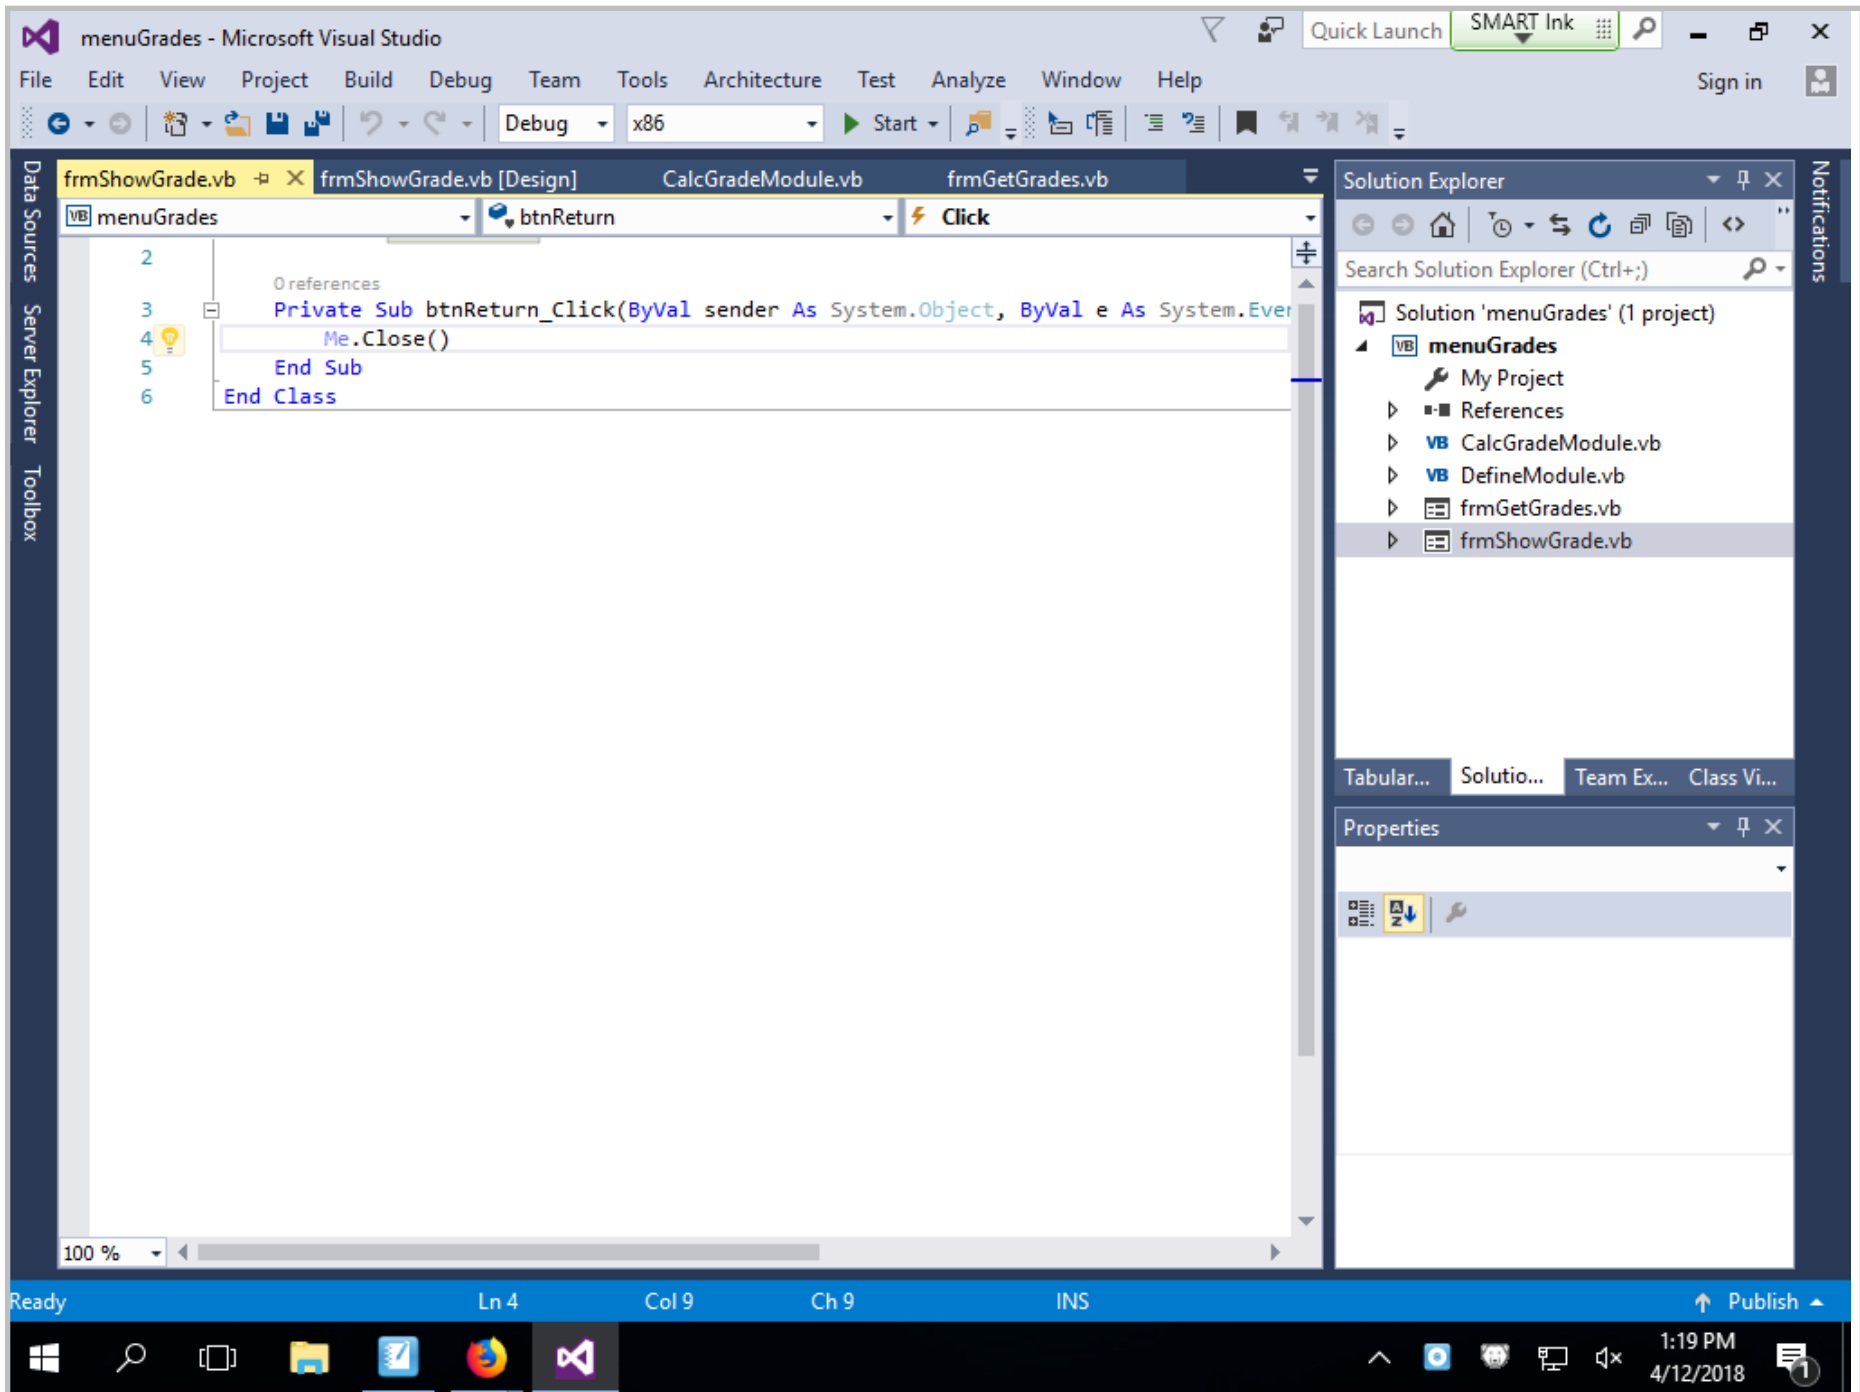 menuGrades - Microsoft Visual Studio
Quick Launch
SMART Ink
File Edit View Project Build Debug Team Tools Architecture Test Analyze Window Help
Sign in
Debug x86 Start
Data Sources
Server Explorer
Toolbox
frmShowGrade.vb frmShowGrade.vb [Design] CalcGradeModule.vb frmGetGrades.vb
VB menuGrades btnReturn Click
2
0 references
3 Private Sub btnReturn_Click(ByVal sender As System.Object, ByVal e As System.Ever
4 Me.Close()
5 End Sub
6 End Class
100 %
Solution Explorer
Search Solution Explorer (Ctrl+;)
Solution 'menuGrades' (1 project)
VB menuGrades
My Project
References
VB CalcGradeModule.vb
VB DefineModule.vb
frmGetGrades.vb
frmShowGrade.vb
Tabular... Solutio... Team Ex... Class Vi...
Properties
Notifications
Ready Ln 4 Col 9 Ch 9 INS Publish
1:19 PM
4/12/2018
1